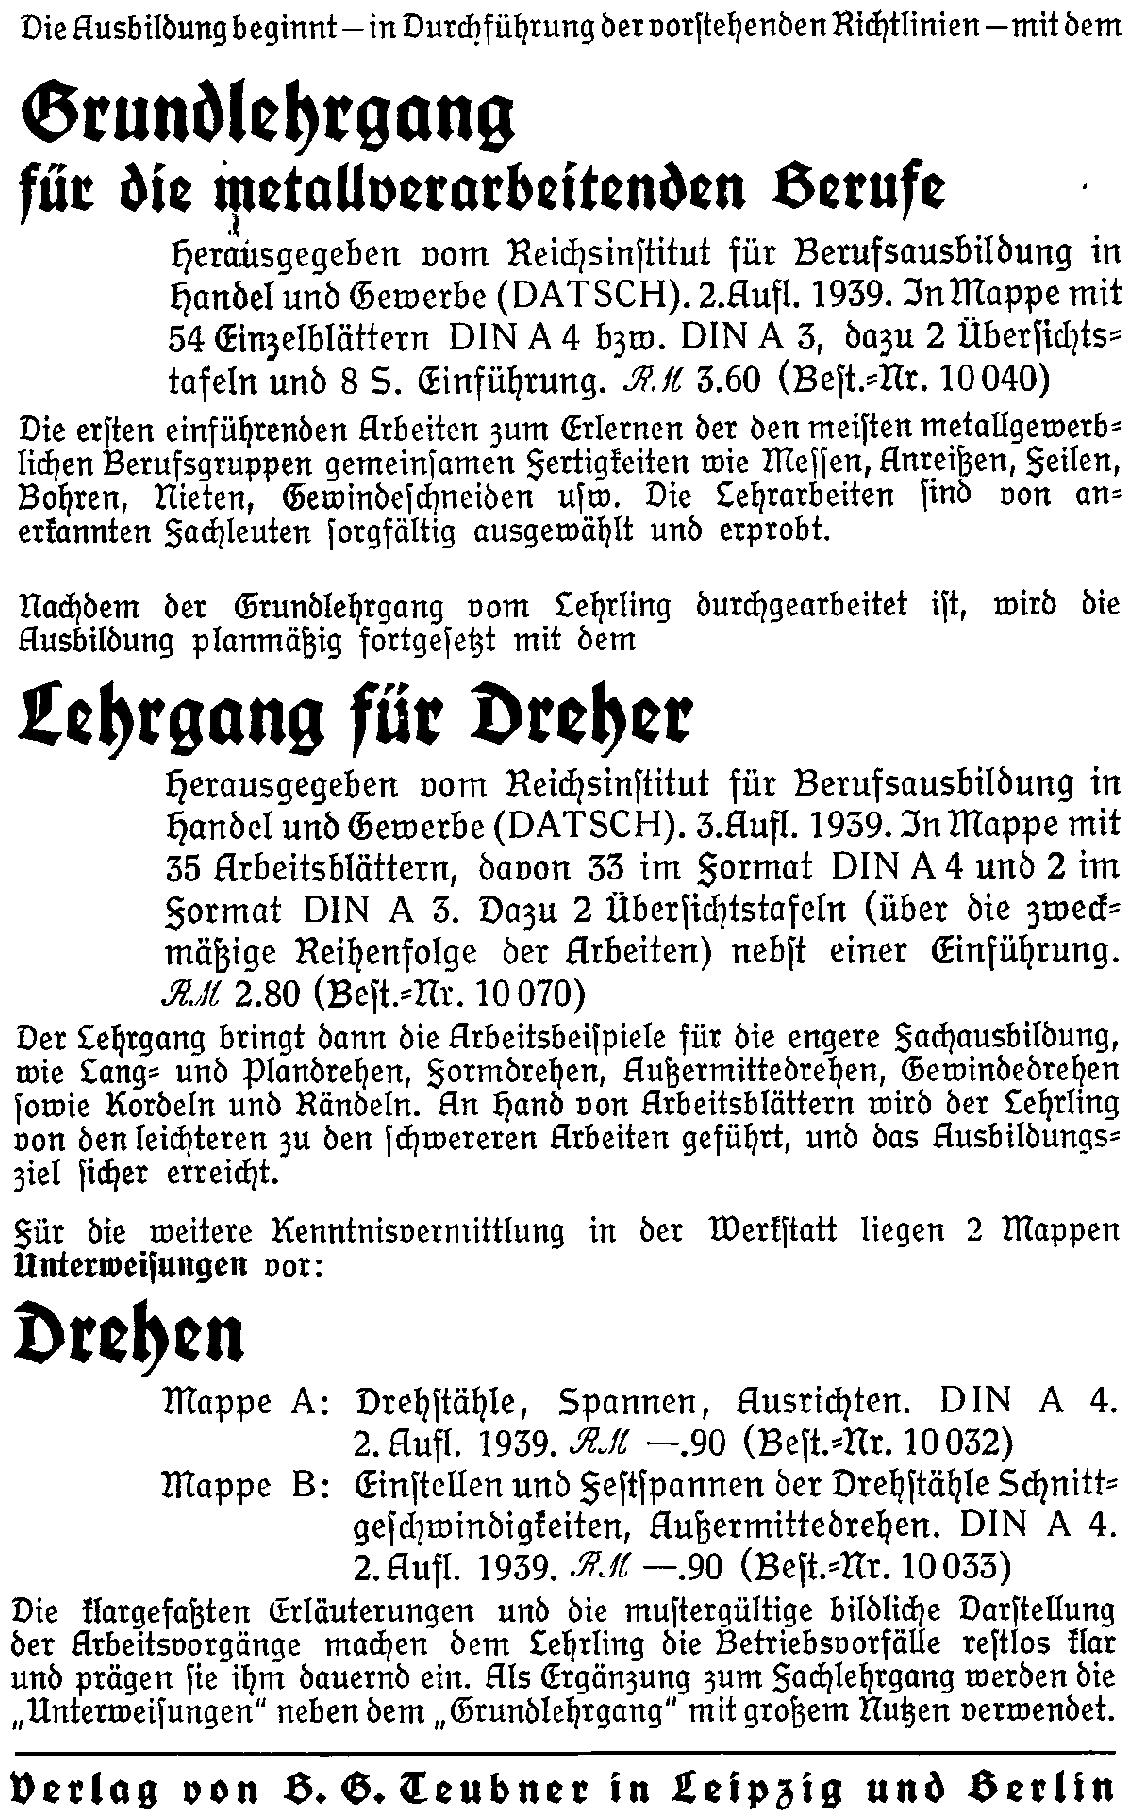 Die Ausbildung beginnt — in Durchführung der vorstehenden Richtlinien — mit dem
Grundlehrgang
für die metallverarbeitenden Berufe
Herausgegeben vom Reichsinstitut für Berufsausbildung in
Handel und Gewerbe (DATSCH). 2. Aufl. 1939. In Mappe mit
54 Einzelblättern DIN A 4 bzw. DIN A 3, dazu 2 Übersichts-
tafeln und 8 S. Einführung. RM 3.60 (Best.-Nr. 10 040)
Die ersten einführenden Arbeiten zum Erlernen der den meisten metallgewerb-
lichen Berufsgruppen gemeinsamen Fertigkeiten wie Messen, Anreißen, Feilen,
Bohren, Nieten, Gewindeschneiden usw. Die Lehrarbeiten sind von an-
erkannten Fachleuten sorgfältig ausgewählt und erprobt.
Nachdem der Grundlehrgang vom Lehrling durchgearbeitet ist, wird die
Ausbildung planmäßig fortgesetzt mit dem
Lehrgang für Dreher
Herausgegeben vom Reichsinstitut für Berufsausbildung in
Handel und Gewerbe (DATSCH). 3. Aufl. 1939. In Mappe mit
35 Arbeitsblättern, davon 33 im Format DIN A 4 und 2 im
Format DIN A 3. Dazu 2 Übersichtstafeln (über die zweck-
mäßige Reihenfolge der Arbeiten) nebst einer Einführung.
RM 2.80 (Best.-Nr. 10 070)
Der Lehrgang bringt dann die Arbeitsbeispiele für die engere Fachausbildung,
wie Lang- und Plandrehen, Formdrehen, Außermittedrehen, Gewindedrehen
sowie Kordeln und Rändeln. An Hand von Arbeitsblättern wird der Lehrling
von den leichteren zu den schwereren Arbeiten geführt, und das Ausbildungs-
ziel sicher erreicht.
Für die weitere Kenntnisvermittlung in der Werkstatt liegen 2 Mappen
Unterweisungen vor:
Drehen
Mappe A: Drehstähle, Spannen, Ausrichten. DIN A 4.
2. Aufl. 1939. RM —.90 (Best.-Nr. 10 032)
Mappe B: Einstellen und Festspannen der Drehstähle Schnitt-
geschwindigkeiten, Außermittedrehen. DIN A 4.
2. Aufl. 1939. RM —.90 (Best.-Nr. 10 033)
Die klargefaßten Erläuterungen und die mustergültige bildliche Darstellung
der Arbeitsvorgänge machen dem Lehrling die Betriebsvorfälle restlos klar
und prägen sie ihm dauernd ein. Als Ergänzung zum Fachlehrgang werden die
„Unterweisungen“ neben dem „Grundlehrgang“ mit großem Nutzen verwendet.
Verlag von B. G. Teubner in Leipzig und Berlin